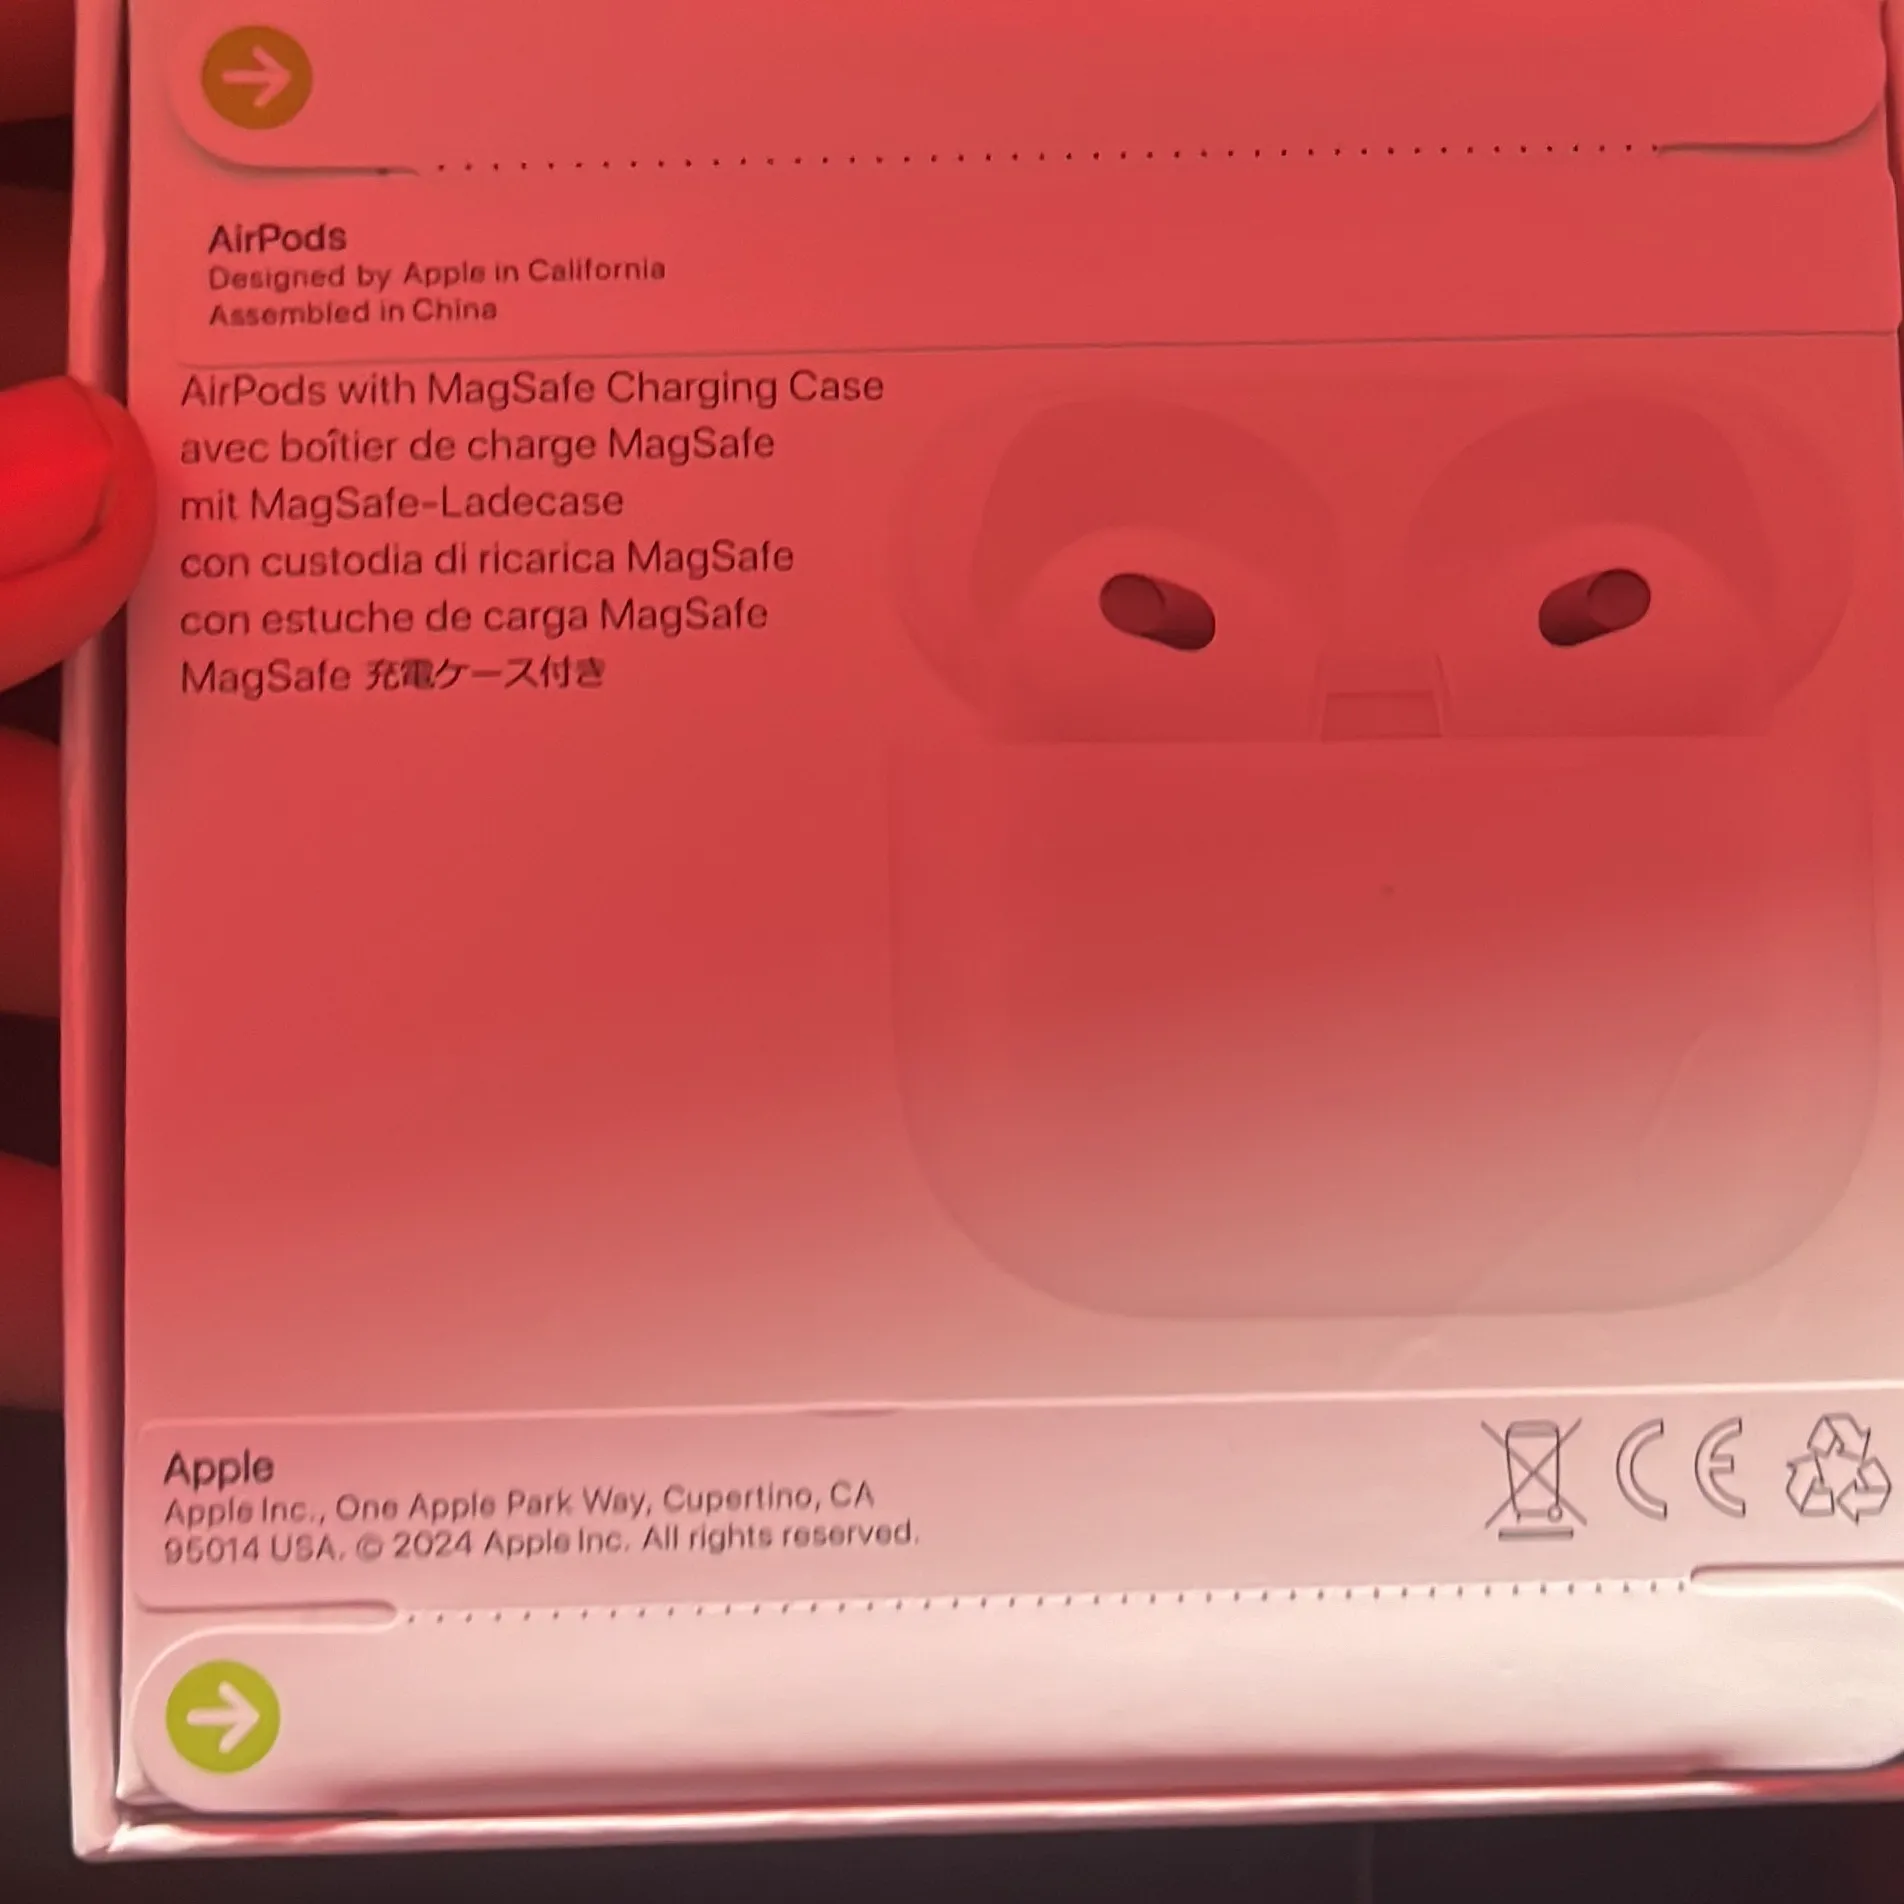 AirPods
Designed by Apple in California
Assembled in China
AirPods with MagSafe Charging Case
avec boîtier de charge MagSafe
mit MagSafe-Ladecase
con custodia di ricarica MagSafe
con estuche de carga MagSafe
MagSafe 充電ケース付き
Apple
Apple Inc., One Apple Park Way, Cupertino, CA
95014 USA. © 2024 Apple Inc. All rights reserved.
CE